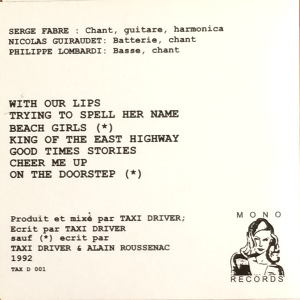 SERGE FABRE : Chant, guitare, harmonica
NICOLAS GUIRAUDET: Batterie, chant
PHILIPPE LOMBARDI: Basse, chant
WITH OUR LIPS
TRYING TO SPELL HER NAME
BEACH GIRLS (*)
KING OF THE EAST HIGHWAY
GOOD TIMES STORIES
CHEER ME UP
ON THE DOORSTEP (*)
Produit et mixé par TAXI DRIVER;
Ecrit par TAXI DRIVER
sauf (*) ecrit par
TAXI DRIVER & ALAIN ROUSSENAC
1992
TAX D 001
MONO
RECORDS